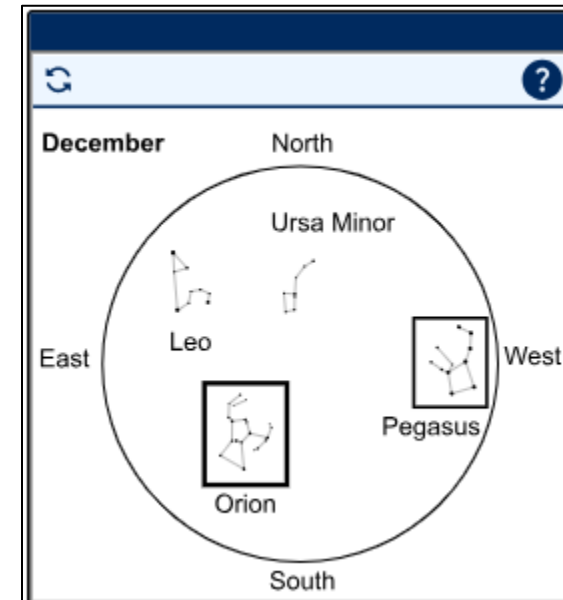 ?
December
North
Ursa Minor
Leo
East
West
Pegasus
Orion
South